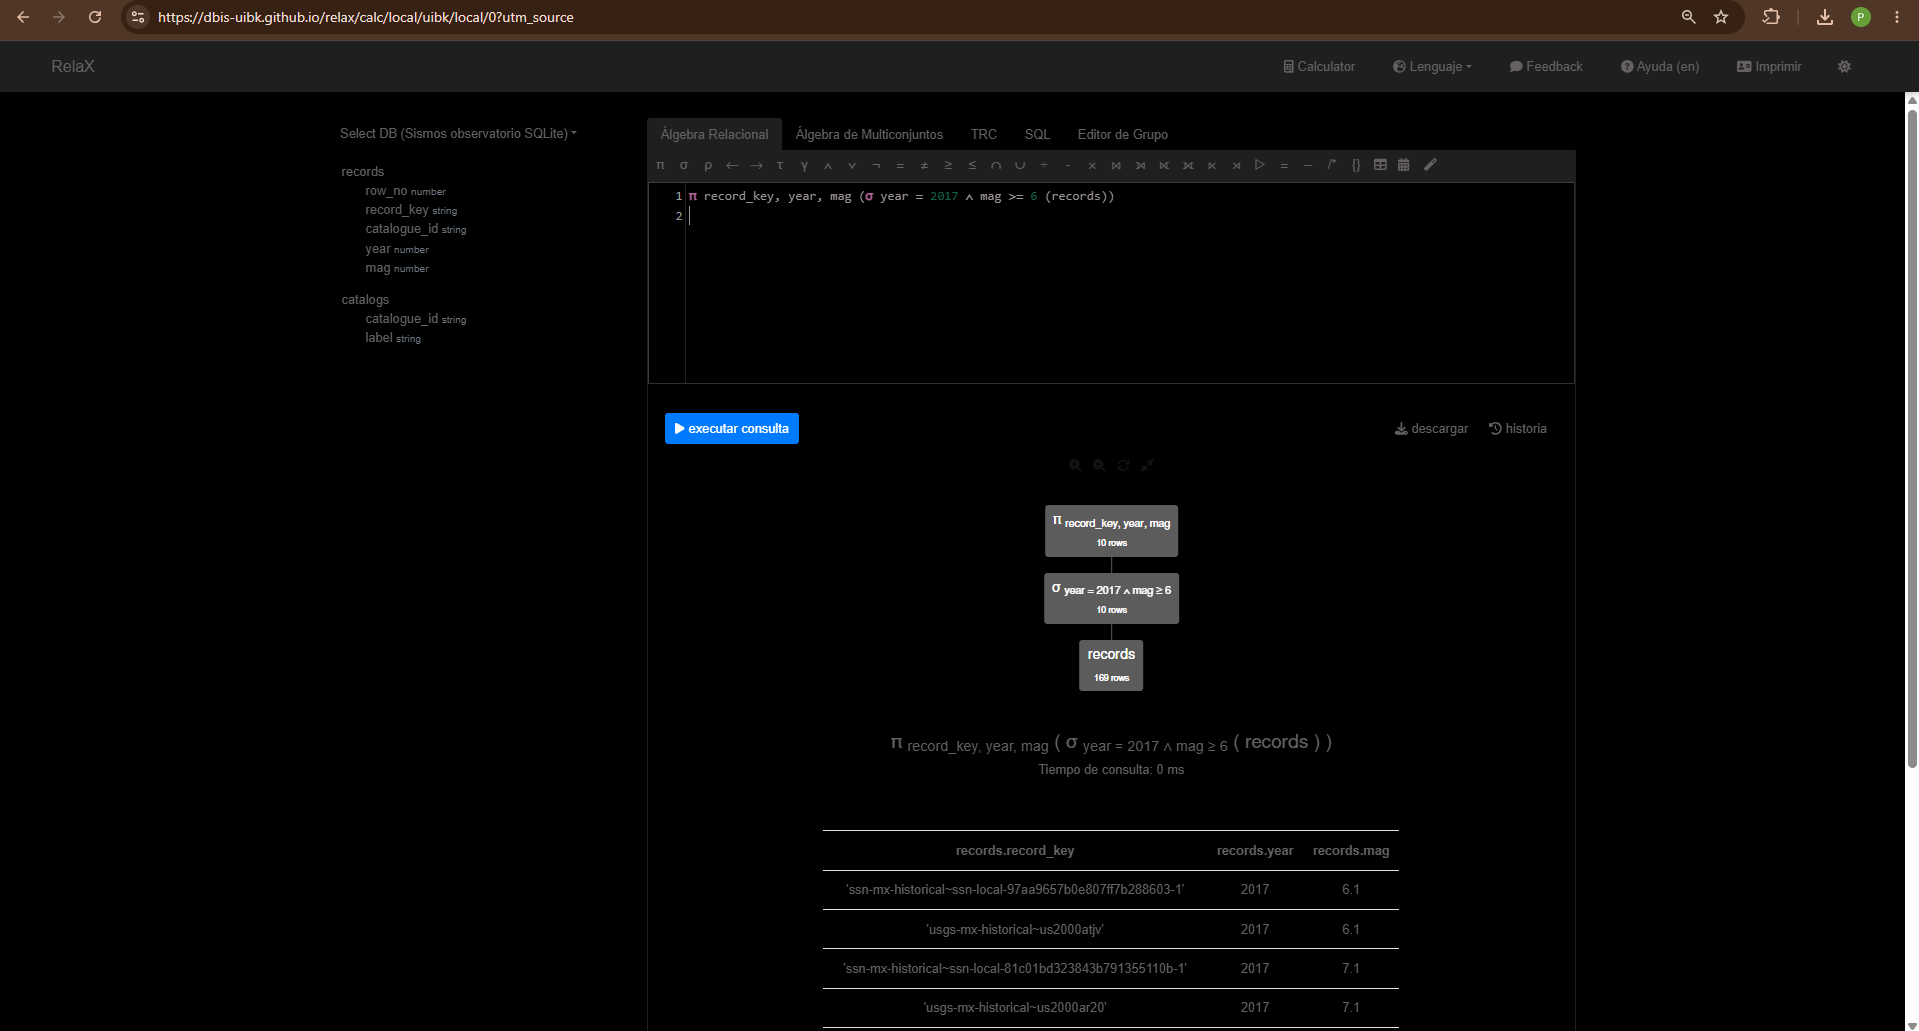 https://dbis-uibk.github.io/relax/calc/local/uibk/local/0?utm_source
P
RelaX
Calculator
Lenguaje
Feedback
Ayuda (en)
Imprimir
Select DB (Sismos observatorio SQLite)
records
row_no number
record_key string
catalogue_id string
year number
mag number
catalogs
catalogue_id string
label string
Álgebra Relacional
Álgebra de Multiconjuntos
TRC
SQL
Editor de Grupo
π σ ρ ← → τ γ ∧ ∨ ¬ = ≠ ≥ ≤ ∩ ∪ ÷ - × ⨝ ⟕ ⟖ ⟗ ⋉ ⋊ ▷ = -- /* {}
1 π record_key, year, mag (σ year = 2017 ∧ mag >= 6 (records))
2
executar consulta
descargar
historia
π record_key, year, mag
10 rows
σ year = 2017 ∧ mag ≥ 6
10 rows
records
169 rows
π record_key, year, mag ( σ year = 2017 ∧ mag ≥ 6 ( records ) )
Tiempo de consulta: 0 ms
records.record_key records.year records.mag
'ssn-mx-historical~ssn-local-97aa9657b0e807ff7b288603-1' 2017 6.1
'usgs-mx-historical~us2000atjv' 2017 6.1
'ssn-mx-historical~ssn-local-81c01bd323843b791355110b-1' 2017 7.1
'usgs-mx-historical~us2000ar20' 2017 7.1